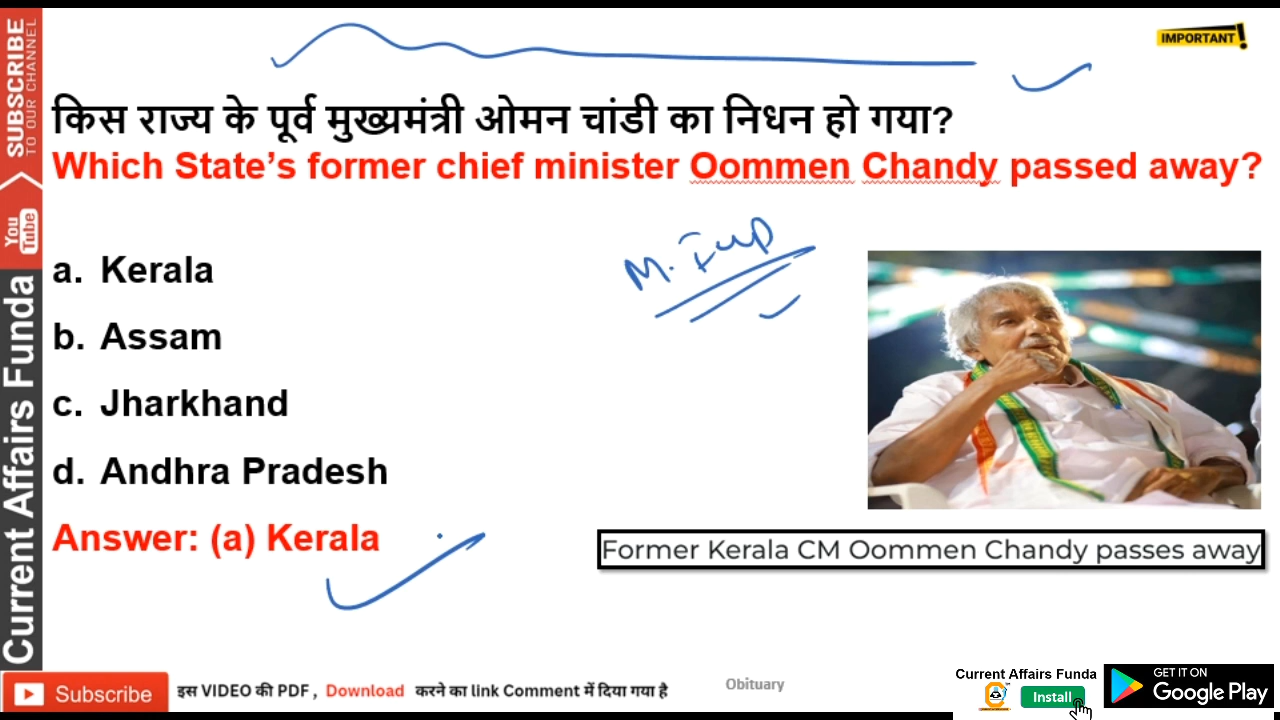 SUBSCRIBE
TO OUR CHANNEL
You
Tube
Current Affairs Funda
IMPORTANT!
किस राज्य के पूर्व मुख्यमंत्री ओमन चांडी का निधन हो गया?
Which State’s former chief minister Oommen Chandy passed away?
M. Imp
a. Kerala
b. Assam
c. Jharkhand
d. Andhra Pradesh
Answer: (a) Kerala
Former Kerala CM Oommen Chandy passes away
Subscribe
इस VIDEO की PDF , Download करने का link Comment में दिया गया है
Obituary
Current Affairs Funda
Install
GET IT ON
Google Play